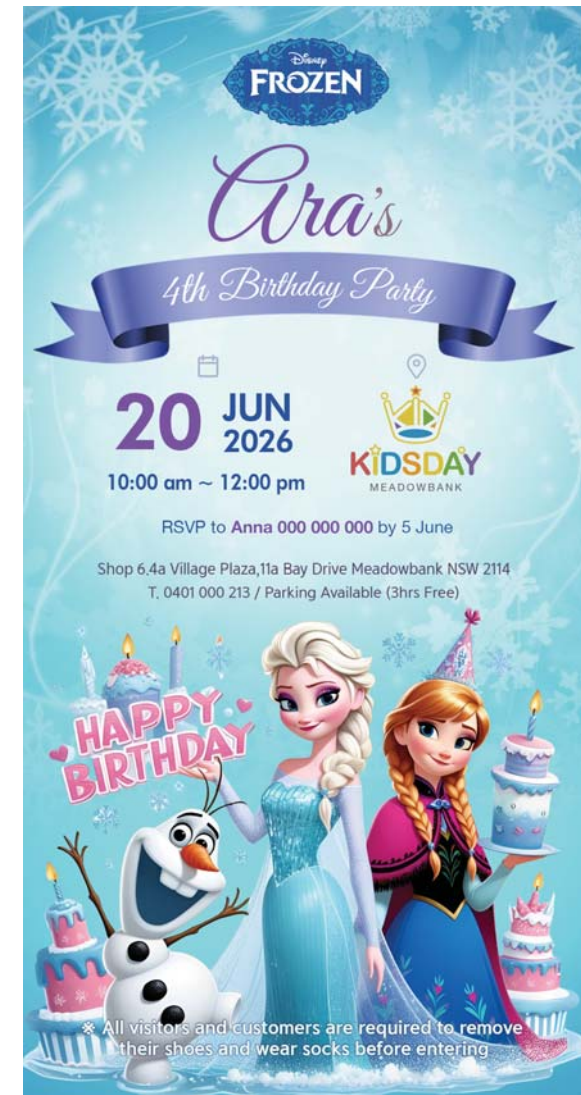 Disney
FROZEN
Ara's
4th Birthday Party
20 JUN
2026
10:00 am ~ 12:00 pm
KIDSDAY
MEADOWBANK
RSVP to Anna 000 000 000 by 5 June
Shop 6,4a Village Plaza,11a Bay Drive Meadowbank NSW 2114
T. 0401 000 213 / Parking Available (3hrs Free)
HAPPY
BIRTHDAY
※ All visitors and customers are required to remove
their shoes and wear socks before entering